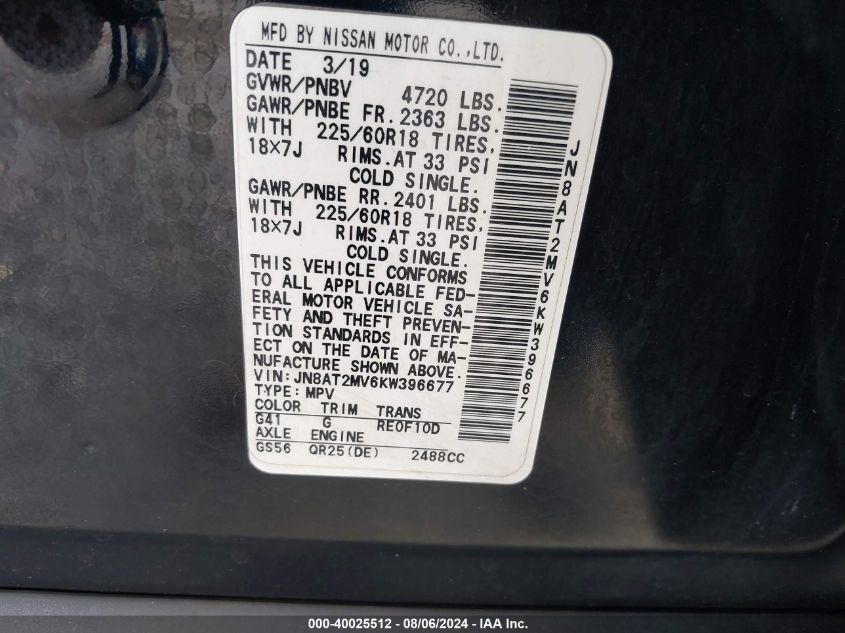 MFD BY NISSAN MOTOR CO.,LTD.
DATE 3/19
GVWR/PNBV 4720 LBS.
GAWR/PNBE FR. 2363 LBS.
WITH 225/60R18 TIRES,
18×7J RIMS. AT 33 PSI
COLD SINGLE.
GAWR/PNBE RR. 2401 LBS.
WITH 225/60R18 TIRES,
18×7J RIMS. AT 33 PSI
COLD SINGLE.
THIS VEHICLE CONFORMS
TO ALL APPLICABLE FED-
ERAL MOTOR VEHICLE SA-
FETY AND THEFT PREVEN-
TION STANDARDS IN EFF-
ECT ON THE DATE OF MA-
NUFACTURE SHOWN ABOVE.
VIN: JN8AT2MV6KW396677
TYPE: MPV
COLOR TRIM TRANS
G41 G RE0F10D
AXLE ENGINE
GS56 QR25(DE) 2488CC
JN8AT2MV6KW396677
000-40025512 - 08/06/2024 - IAA Inc.